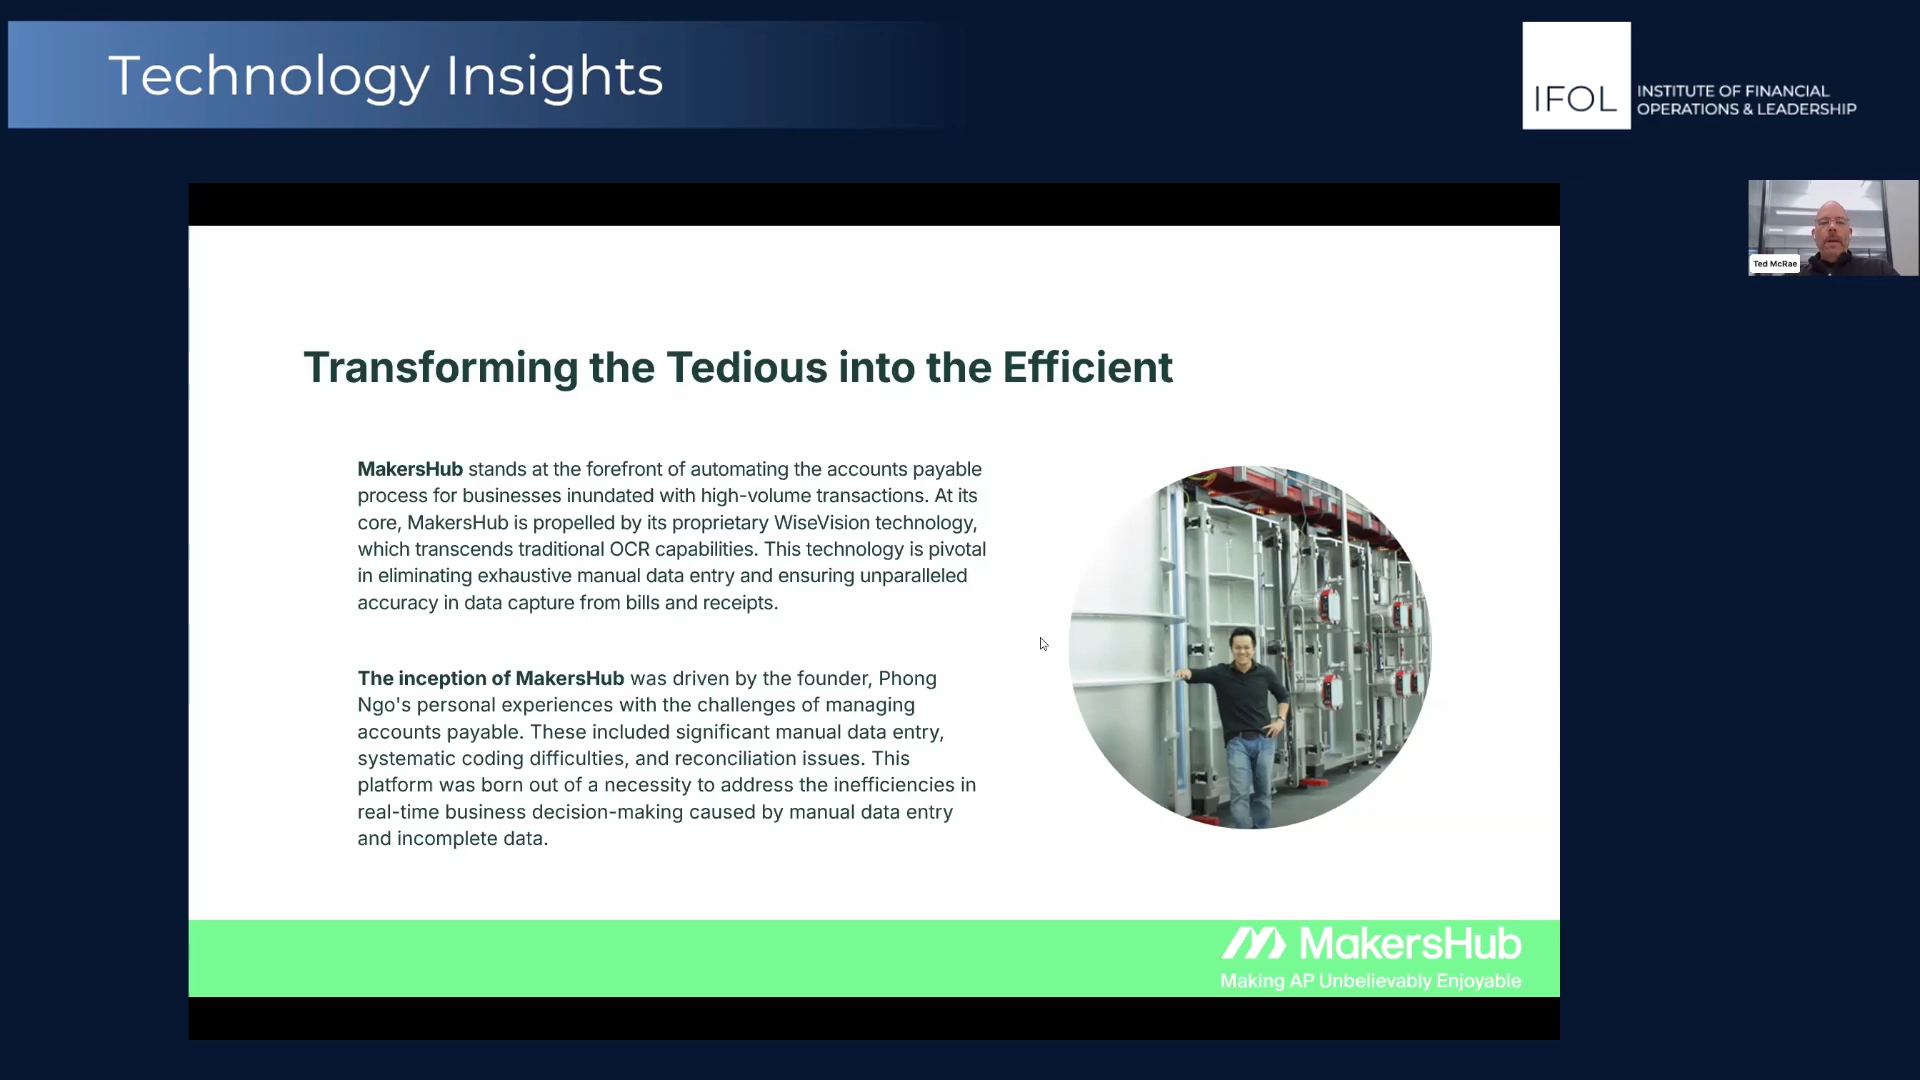 Technology Insights
IFOL
INSTITUTE OF FINANCIAL
OPERATIONS & LEADERSHIP
Ted McRae
Transforming the Tedious into the Efficient
MakersHub stands at the forefront of automating the accounts payable
process for businesses inundated with high-volume transactions. At its
core, MakersHub is propelled by its proprietary WiseVision technology,
which transcends traditional OCR capabilities. This technology is pivotal
in eliminating exhaustive manual data entry and ensuring unparalleled
accuracy in data capture from bills and receipts.
The inception of MakersHub was driven by the founder, Phong
Ngo's personal experiences with the challenges of managing
accounts payable. These included significant manual data entry,
systematic coding difficulties, and reconciliation issues. This
platform was born out of a necessity to address the inefficiencies in
real-time business decision-making caused by manual data entry
and incomplete data.
MakersHub
Making AP Unbelievably Enjoyable